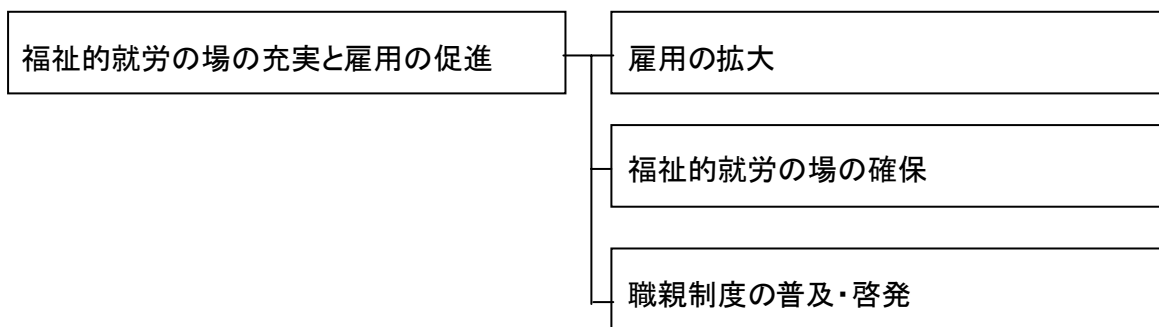 福祉的就労の場の充実と雇用の促進
雇用の拡大
福祉的就労の場の確保
職親制度の普及・啓発